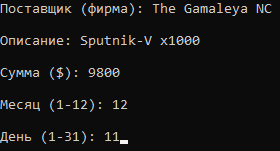 Поставщик (фирма): The Gamaleya NC
Описание: Sputnik-V x1000
Сумма ($): 9800
Месяц (1-12): 12
День (1-31): 11